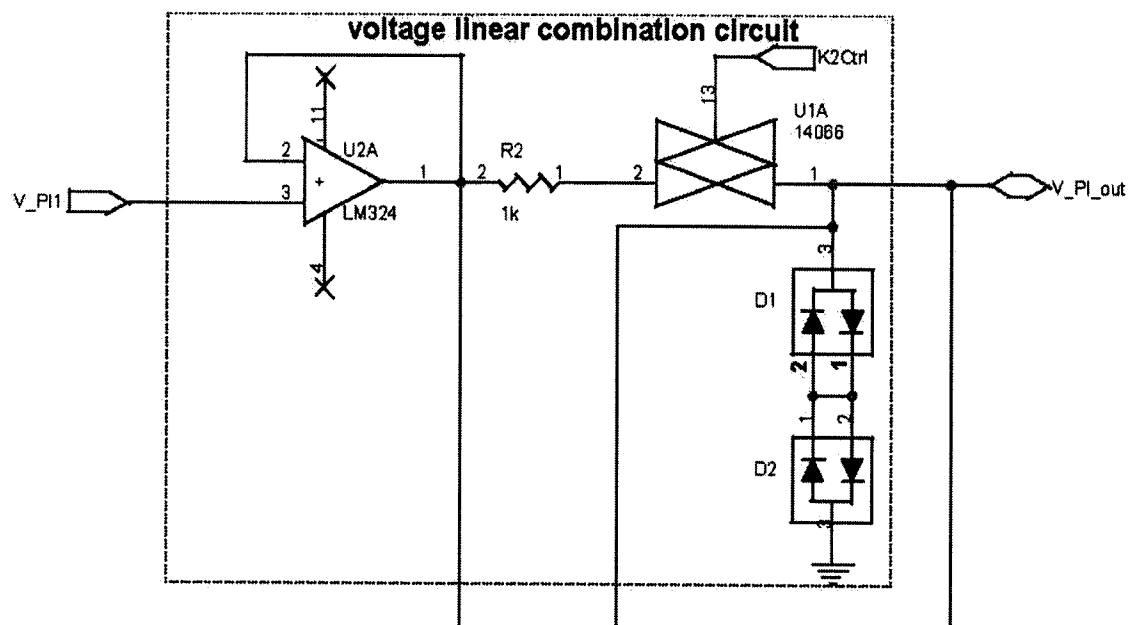 voltage linear combination circuit
K2Ctrl
13
11
U1A
14066
2
U2A
R2
1
2
1
2
1
+
V_PI1
3
V_PI_out
LM324
1k
4
3
D1
2
1
1
2
D2
3